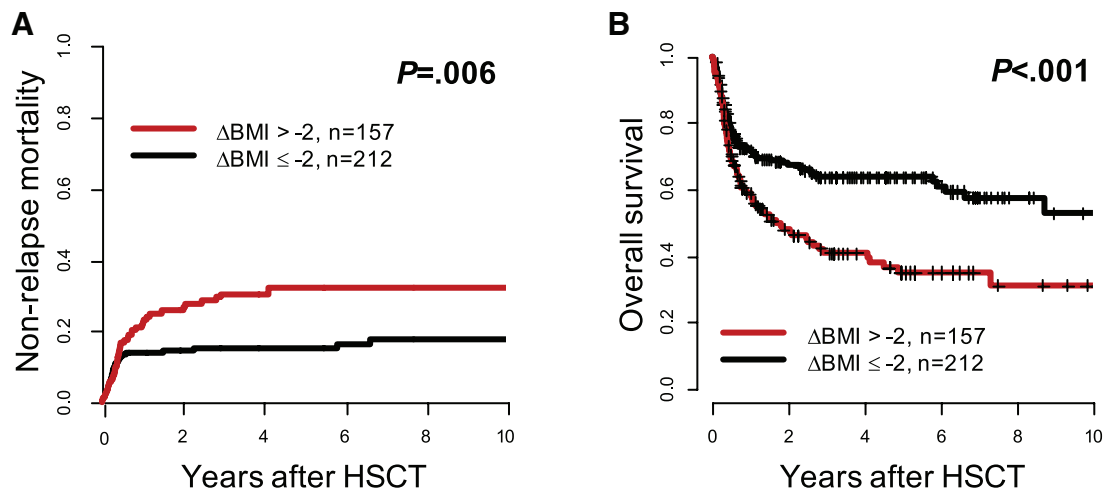 A
Non-relapse mortality
1.0
0.8
0.6
0.4
0.2
0.0
P=.006
ΔBMI > -2, n=157
ΔBMI ≤ -2, n=212
0 2 4 6 8 10
Years after HSCT
B
Overall survival
1.0
0.8
0.6
0.4
0.2
0.0
P<.001
ΔBMI > -2, n=157
ΔBMI ≤ -2, n=212
0 2 4 6 8 10
Years after HSCT